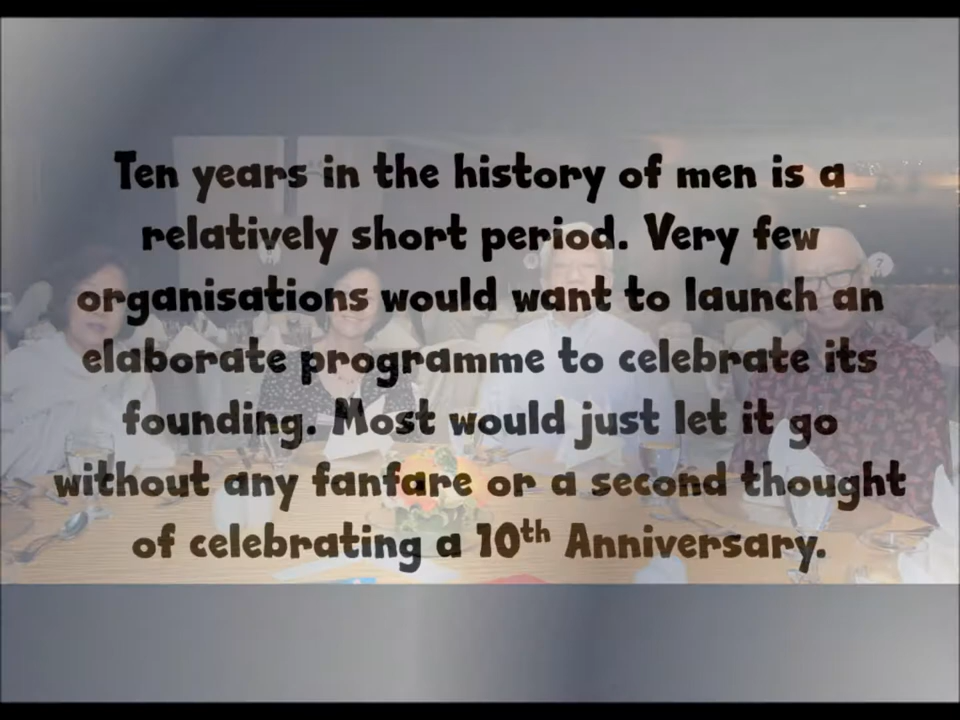 Ten years in the history of men is a
relatively short period. Very few
organisations would want to launch an
elaborate programme to celebrate its
founding. Most would just let it go
without any fanfare or a second thought
of celebrating a 10th Anniversary.